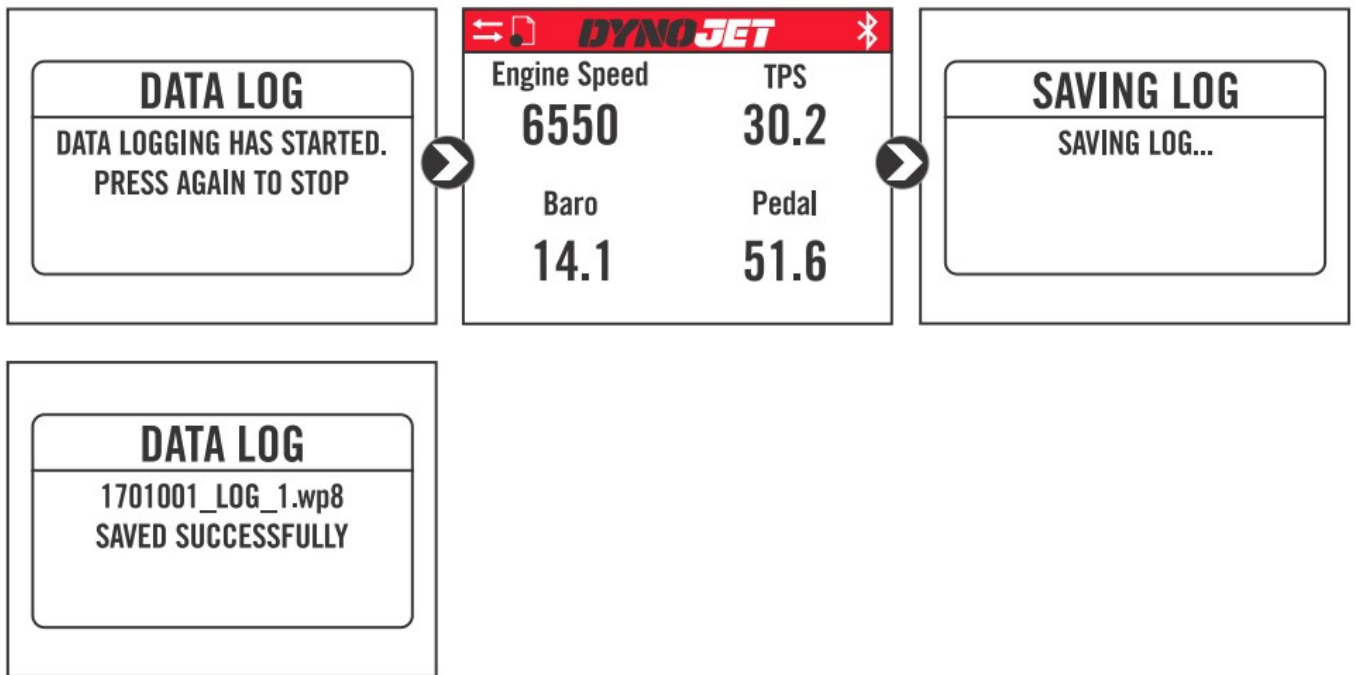 DATA LOG
DATA LOGGING HAS STARTED.
PRESS AGAIN TO STOP
DYNOJET
Engine Speed TPS
6550 30.2
Baro Pedal
14.1 51.6
SAVING LOG
SAVING LOG...
DATA LOG
1701001_LOG_1.wp8
SAVED SUCCESSFULLY